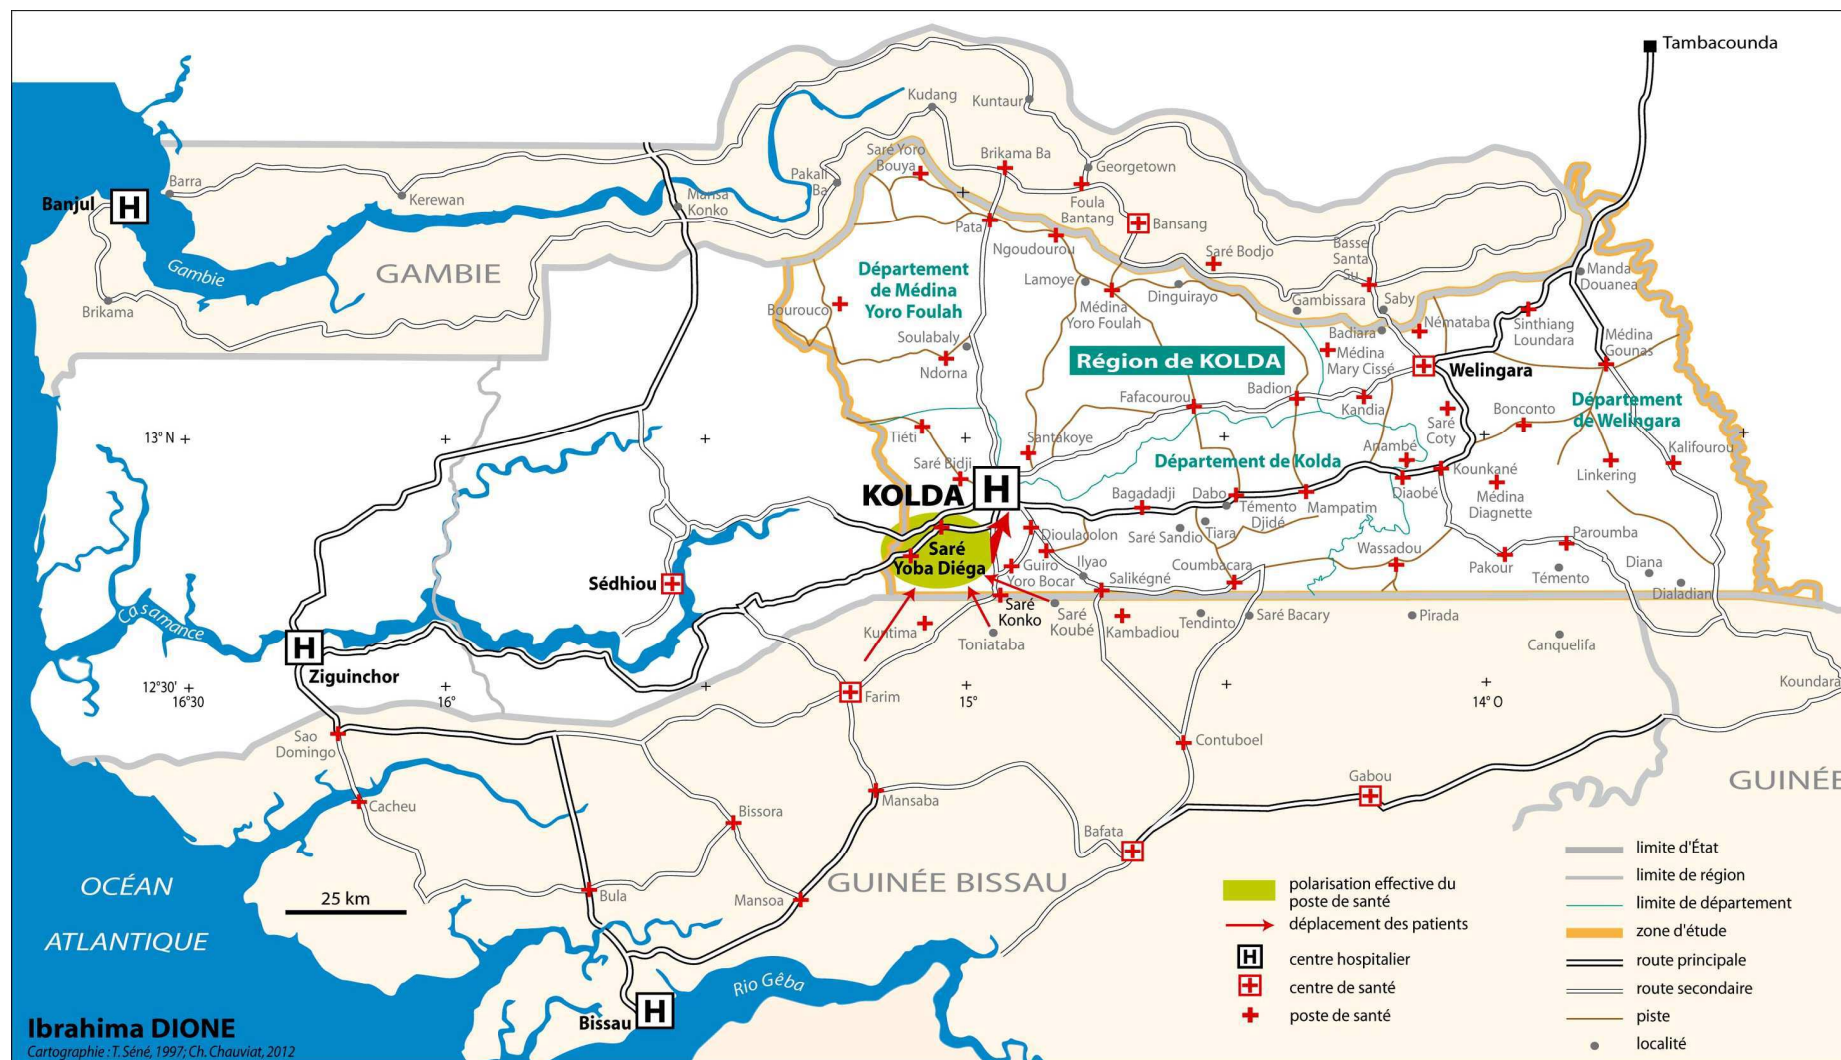 Tambacounda
Kudang
Kuntaur
Saré Yoro
Bouya
Brikama Ba
Georgetown
Pakali
Ba
Barra
Kerewan
Mansa
Konko
Banjul
H
Foula
Bantang
Bansang
Pata
Ngoudourou
Saré Bodjo
Basse
Santa
Su
Gambie
GAMBIE
Brikama
Département
de Médina
Yoro Foulah
Bourouco
Lamoye
Médina
Yoro Foulah
Dinguirayo
Gambissara
Saby
Manda
Douanea
Soulabaly
Ndorna
Badiara
Némataba
Sinthiang
Loundara
Médina
Gounas
Région de KOLDA
Médina
Mary Cissé
Welingara
Fafacourou
Badion
Kandia
Saré
Coty
Bonconto
Département
de Welingara
13° N
Tiéti
Santakoye
Saré Bidji
Département de Kolda
Anambé
Kounkané
Linkering
Kalifourou
KOLDA
H
Bagadadji
Dabo
Témento
Djidé
Mampatim
Diaobé
Médina
Diagnette
Saré
Yoba Diéga
Dioulacolon
Saré Sandio
Tiara
Paroumba
Guiro
Yoro Bocar
Ilyao
Salikégné
Coumbacara
Wassadou
Pakour
Témento
Diana
Dialadian
Sédhiou
Casamance
Saré
Konko
Saré
Koubé
Kambadiou
Tendinto
Saré Bacary
Pirada
Canquelifa
Kuntima
Toniataba
H
Ziguinchor
12°30'
16°30
16°
15°
14° O
Farim
Koundara
Sao
Domingo
Contuboel
Gabou
GUINÉE
Cacheu
Bissora
Mansaba
Bafata
OCÉAN
ATLANTIQUE
25 km
Bula
Mansoa
GUINÉE BISSAU
Rio Gêba
Bissau
H
polarisation effective du
poste de santé
déplacement des patients
H
centre hospitalier
centre de santé
poste de santé
limite d'État
limite de région
limite de département
zone d'étude
route principale
route secondaire
piste
localité
Ibrahima DIONE
Cartographie : T. Séné, 1997; Ch. Chauviat, 2012